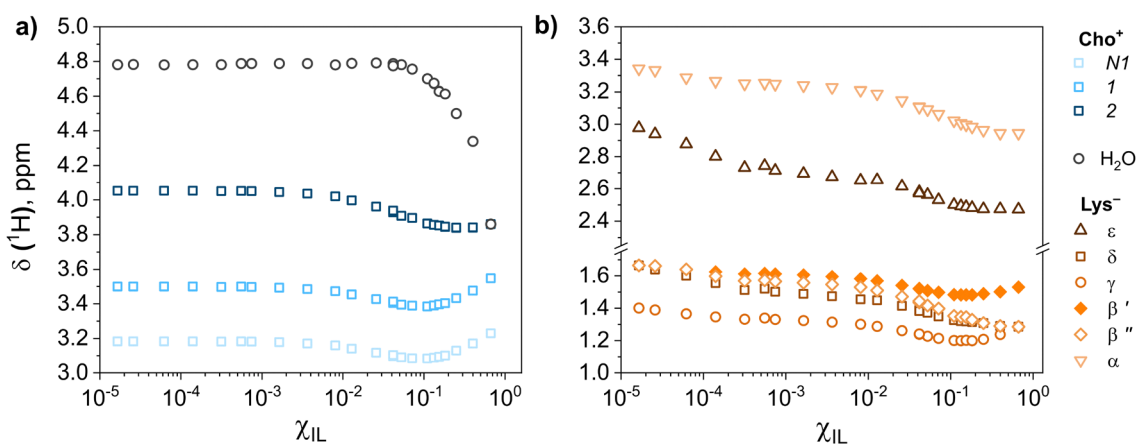 a)
δ (¹H), ppm
5.0
4.8
4.6
4.4
4.2
4.0
3.8
3.6
3.4
3.2
3.0
10⁻⁵
10⁻⁴
10⁻³
10⁻²
10⁻¹
10⁰
χIL
b)
3.6
3.4
3.2
3.0
2.8
2.6
2.4
1.6
1.4
1.2
1.0
10⁻⁵
10⁻⁴
10⁻³
10⁻²
10⁻¹
10⁰
χIL
Cho⁺
N1
1
2
H₂O
Lys⁻
ε
δ
γ
β ′
β ″
α